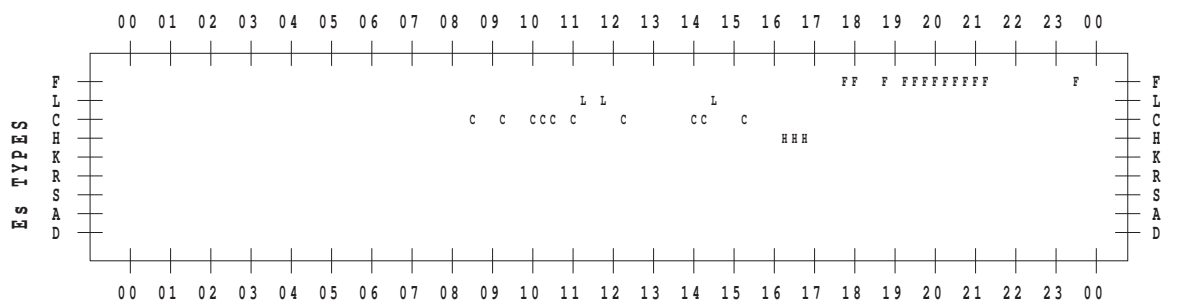 00 01 02 03 04 05 06 07 08 09 10 11 12 13 14 15 16 17 18 19 20 21 22 23 00
F FF F FFFFFFFFF F F
L L L L L
C C C CCC C C CC C C
H HHH H
K K
R R
S S
A A
D D
Es TYPES
00 01 02 03 04 05 06 07 08 09 10 11 12 13 14 15 16 17 18 19 20 21 22 23 00